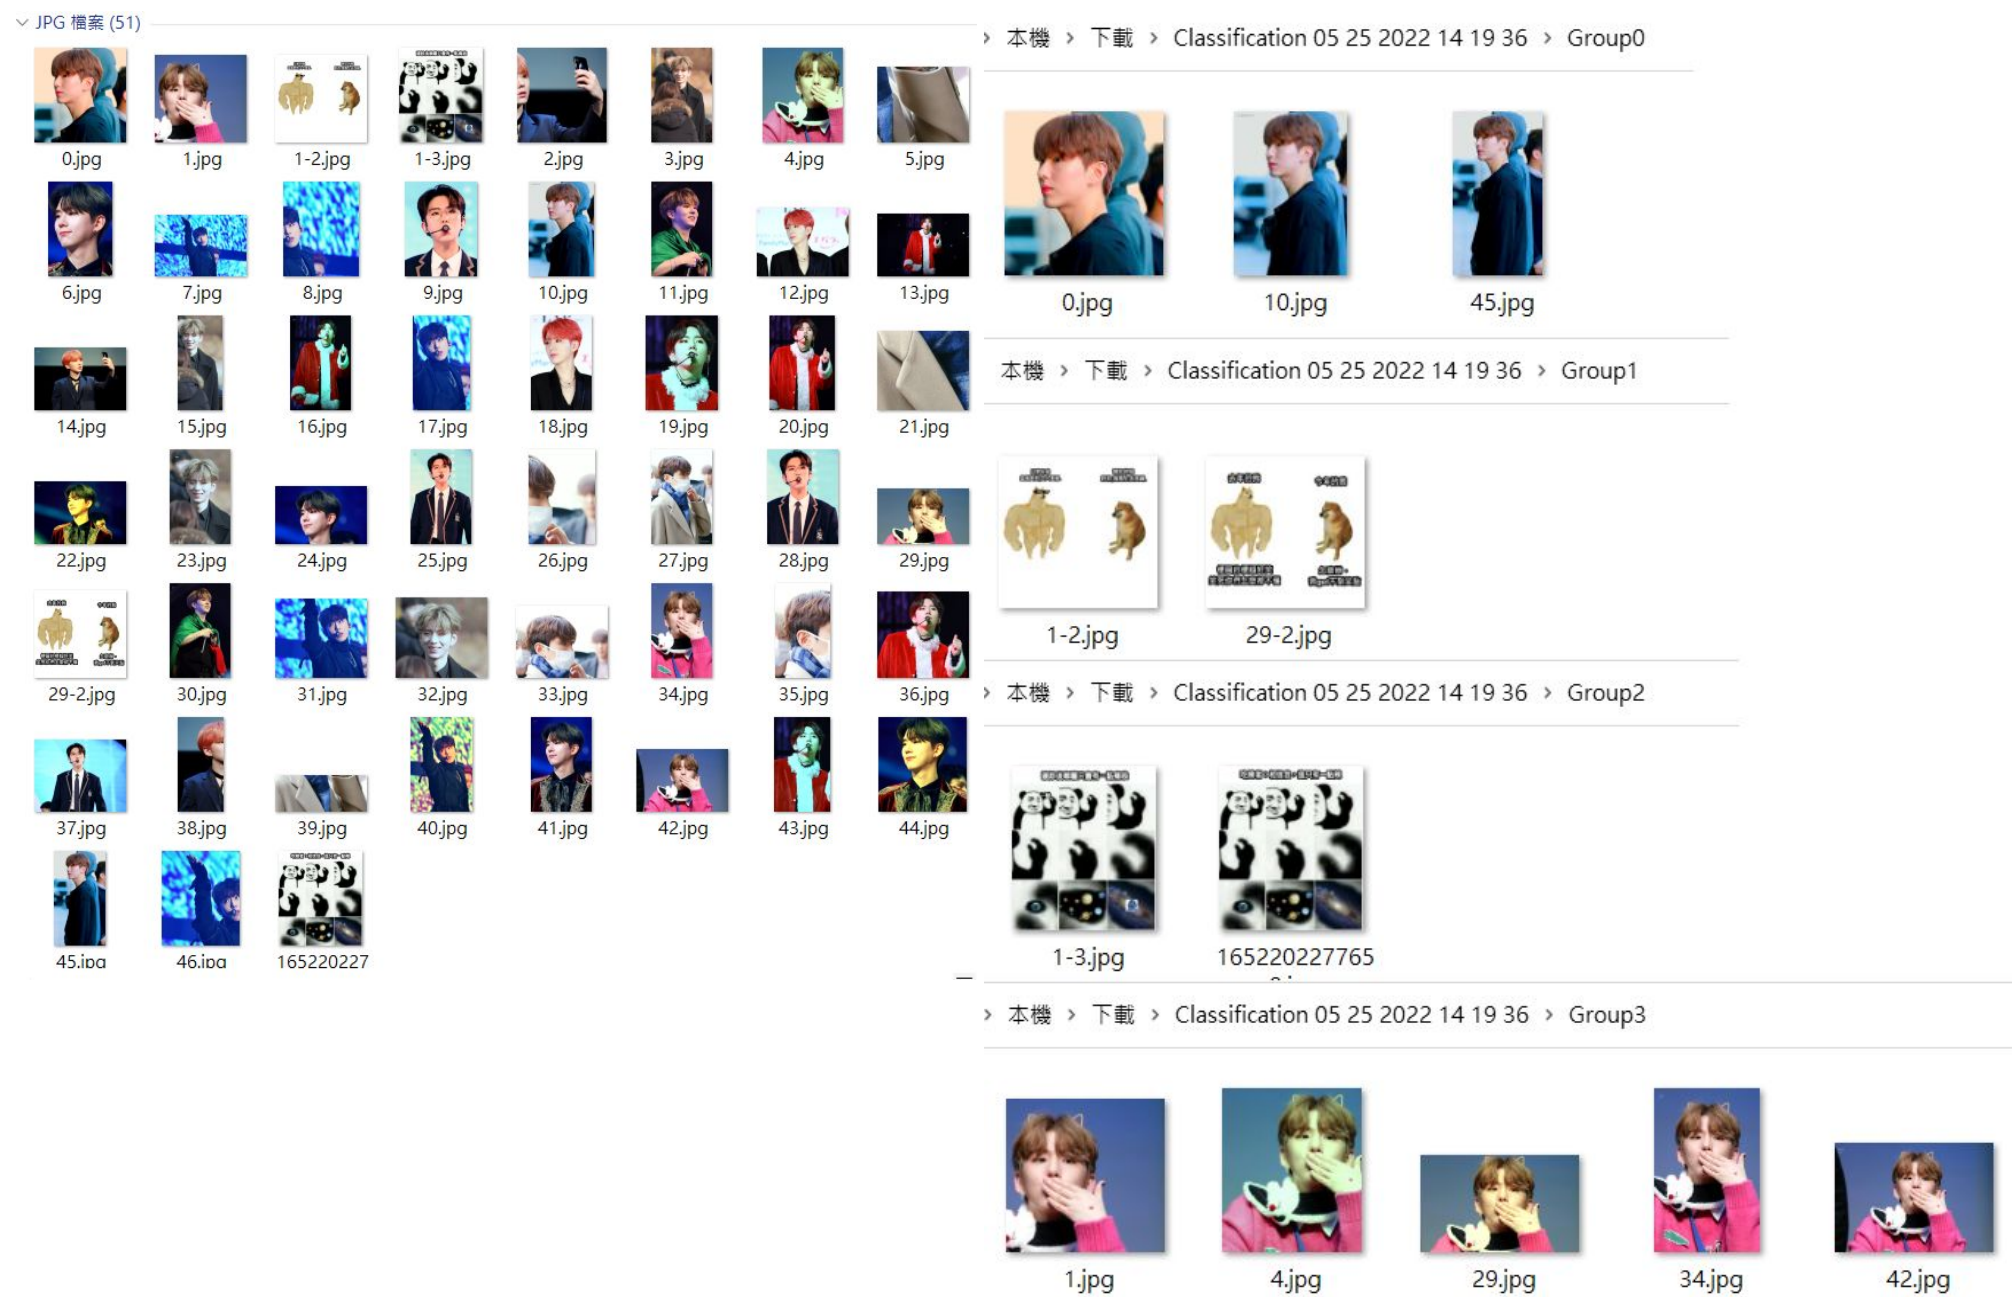 JPG 檔案 (51)
0.jpg 1.jpg 1-2.jpg 1-3.jpg 2.jpg 3.jpg 4.jpg 5.jpg
6.jpg 7.jpg 8.jpg 9.jpg 10.jpg 11.jpg 12.jpg 13.jpg
14.jpg 15.jpg 16.jpg 17.jpg 18.jpg 19.jpg 20.jpg 21.jpg
22.jpg 23.jpg 24.jpg 25.jpg 26.jpg 27.jpg 28.jpg 29.jpg
29-2.jpg 30.jpg 31.jpg 32.jpg 33.jpg 34.jpg 35.jpg 36.jpg
37.jpg 38.jpg 39.jpg 40.jpg 41.jpg 42.jpg 43.jpg 44.jpg
45.jpg 46.jpg 165220227
本機 › 下載 › Classification 05 25 2022 14 19 36 › Group0
0.jpg 10.jpg 45.jpg
本機 › 下載 › Classification 05 25 2022 14 19 36 › Group1
去年的我 今年的我
1-2.jpg 29-2.jpg
本機 › 下載 › Classification 05 25 2022 14 19 36 › Group2
1-3.jpg 165220227765
本機 › 下載 › Classification 05 25 2022 14 19 36 › Group3
1.jpg 4.jpg 29.jpg 34.jpg 42.jpg